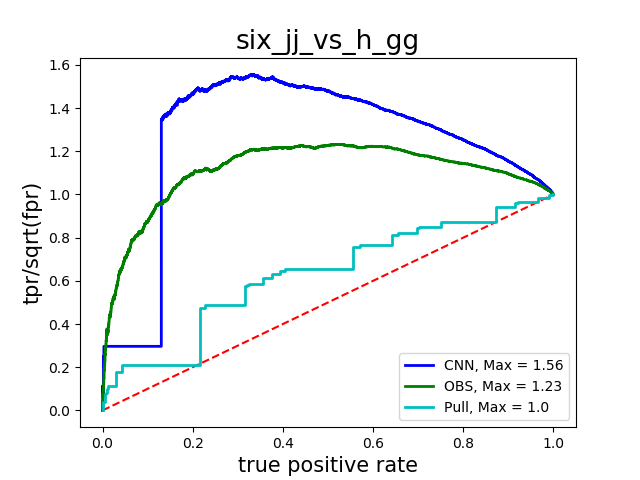 six_jj_vs_h_gg
1.6
1.4
1.2
1.0
0.8
0.6
0.4
0.2
0.0
tpr/sqrt(fpr)
CNN, Max = 1.56
OBS, Max = 1.23
Pull, Max = 1.0
0.0 0.2 0.4 0.6 0.8 1.0
true positive rate